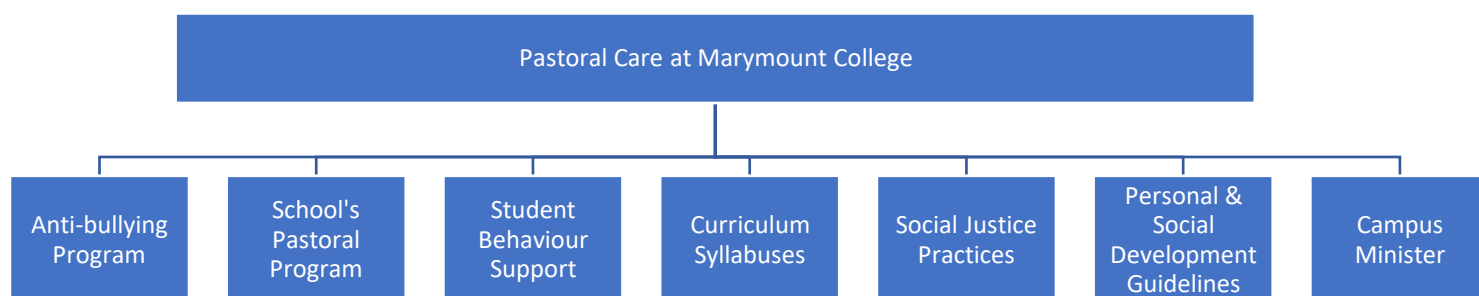 Pastoral Care at Marymount College
Anti-bullying
Program
School's
Pastoral
Program
Student
Behaviour
Support
Curriculum
Syllabuses
Social Justice
Practices
Personal &
Social
Development
Guidelines
Campus
Minister